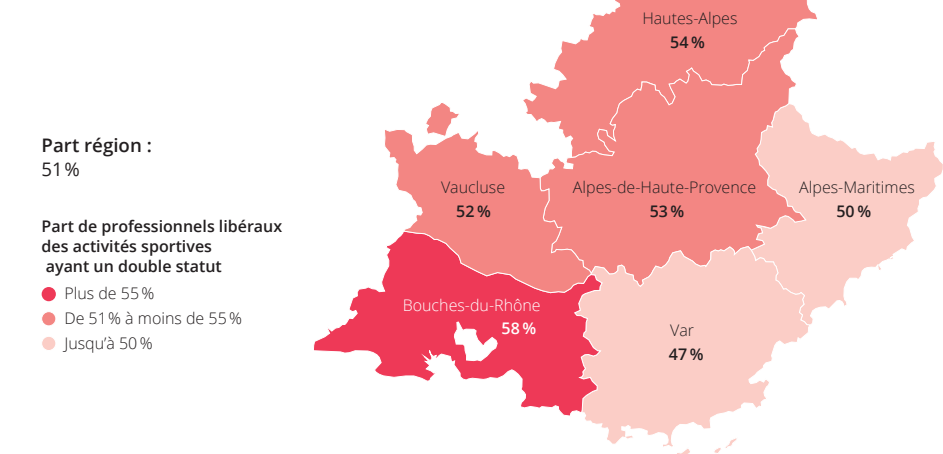 Part région :
51 %
Part de professionnels libéraux
des activités sportives
ayant un double statut
Plus de 55 %
De 51 % à moins de 55 %
Jusqu'à 50 %
Hautes-Alpes
54 %
Vaucluse
52 %
Alpes-de-Haute-Provence
53 %
Alpes-Maritimes
50 %
Bouches-du-Rhône
58 %
Var
47 %